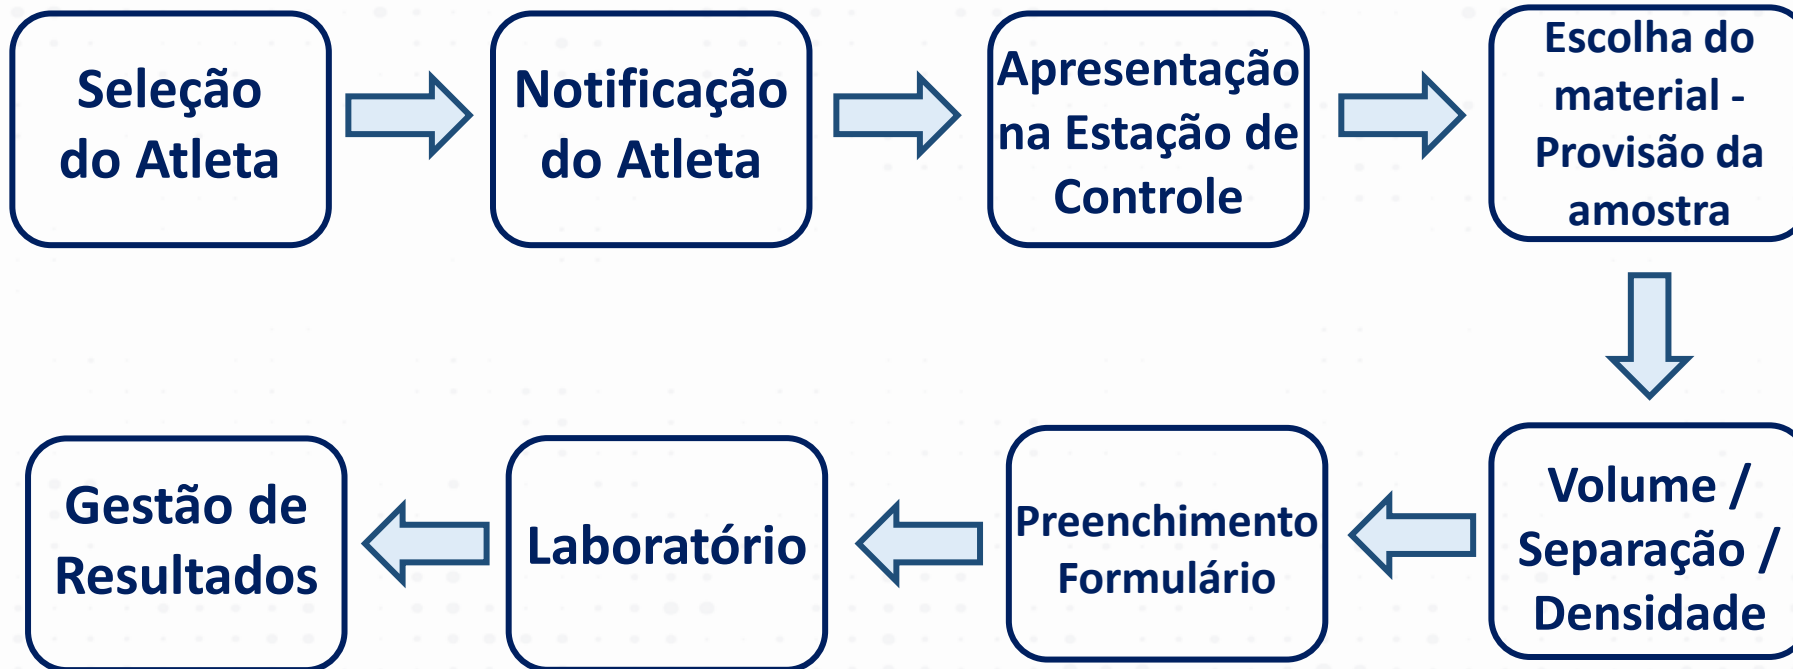 Seleção
do Atleta
Notificação
do Atleta
Apresentação
na Estação de
Controle
Escolha do
material -
Provisão da
amostra
Volume /
Separação /
Densidade
Preenchimento
Formulário
Laboratório
Gestão de
Resultados